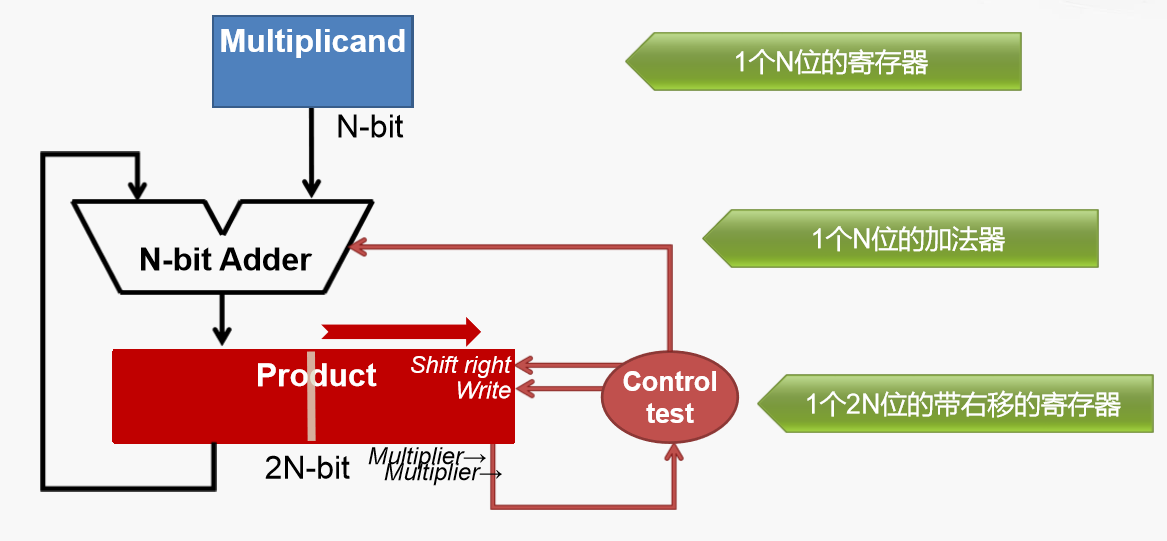 Multiplicand
1个N位的寄存器
N-bit
1个N位的加法器
N-bit Adder
Product
Shift right
Write
Control
test
1个2N位的带右移的寄存器
2N-bit
Multiplier→
Multiplier→